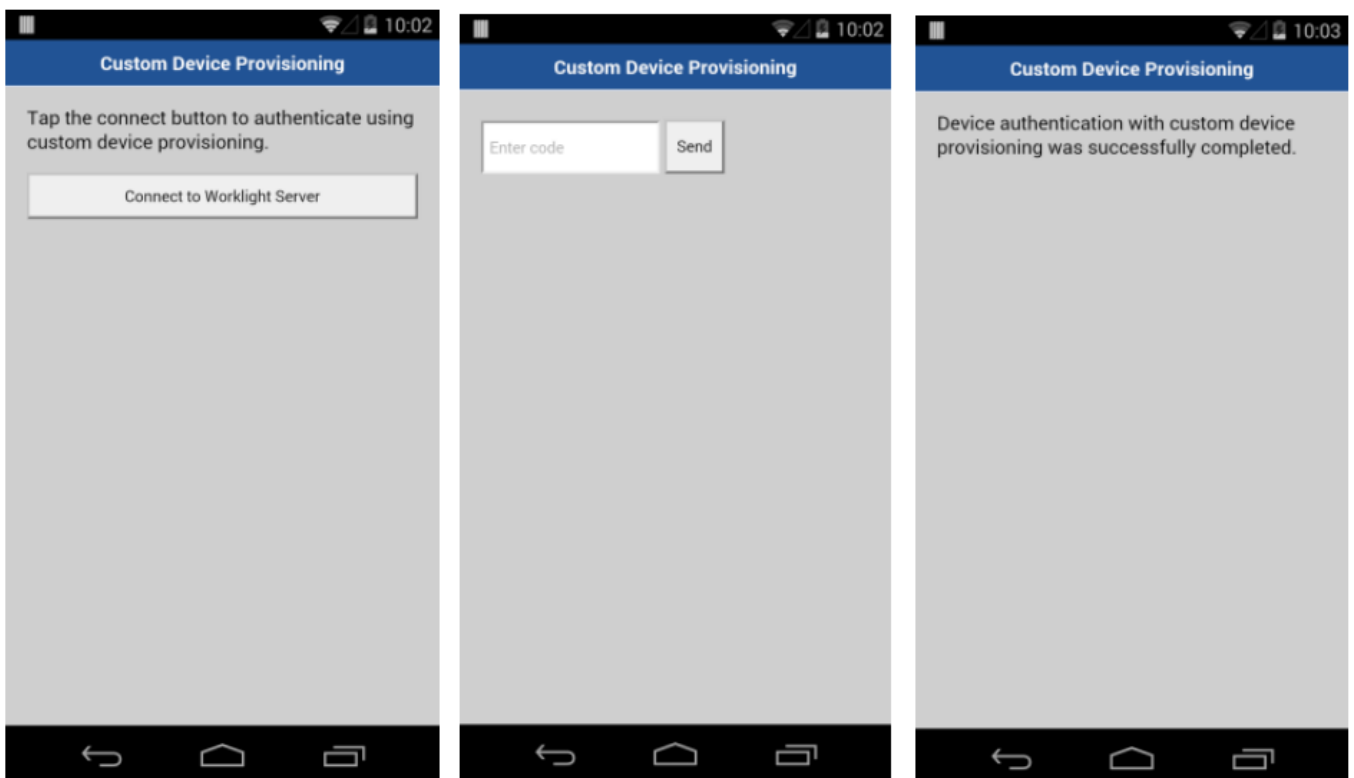 10:02
Custom Device Provisioning
Tap the connect button to authenticate using
custom device provisioning.
Connect to Worklight Server
10:02
Custom Device Provisioning
Enter code
Send
10:03
Custom Device Provisioning
Device authentication with custom device
provisioning was successfully completed.